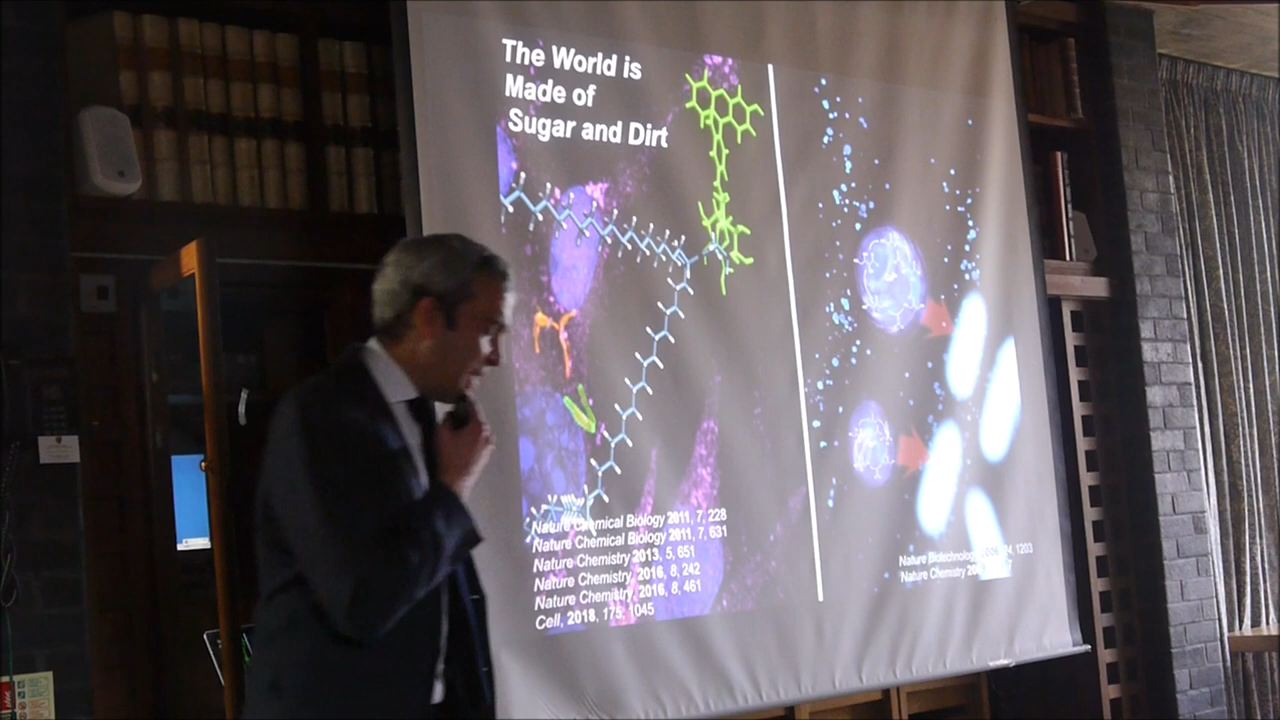 The World is
Made of
Sugar and Dirt
Nature Chemical Biology 2011, 7, 228
Nature Chemical Biology 2011, 7, 631
Nature Chemistry 2013, 5, 651
Nature Chemistry, 2016, 8, 242
Nature Chemistry, 2016, 8, 461
Cell, 2018, 175, 1045
Nature Biotechnology 1203
Nature Chemistry